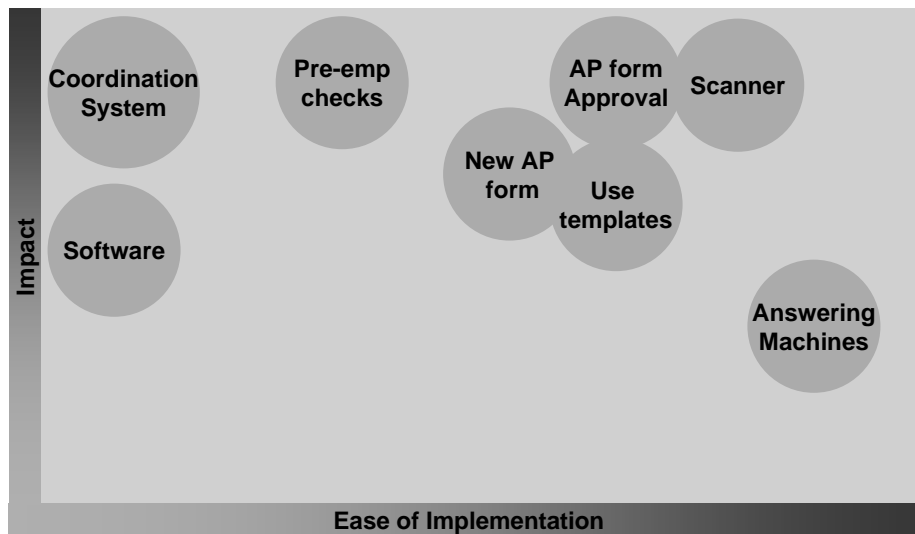 Coordination
System
Pre-emp
checks
AP form
Approval
Scanner
New AP
form
Use
templates
Software
Impact
Answering
Machines
Ease of Implementation